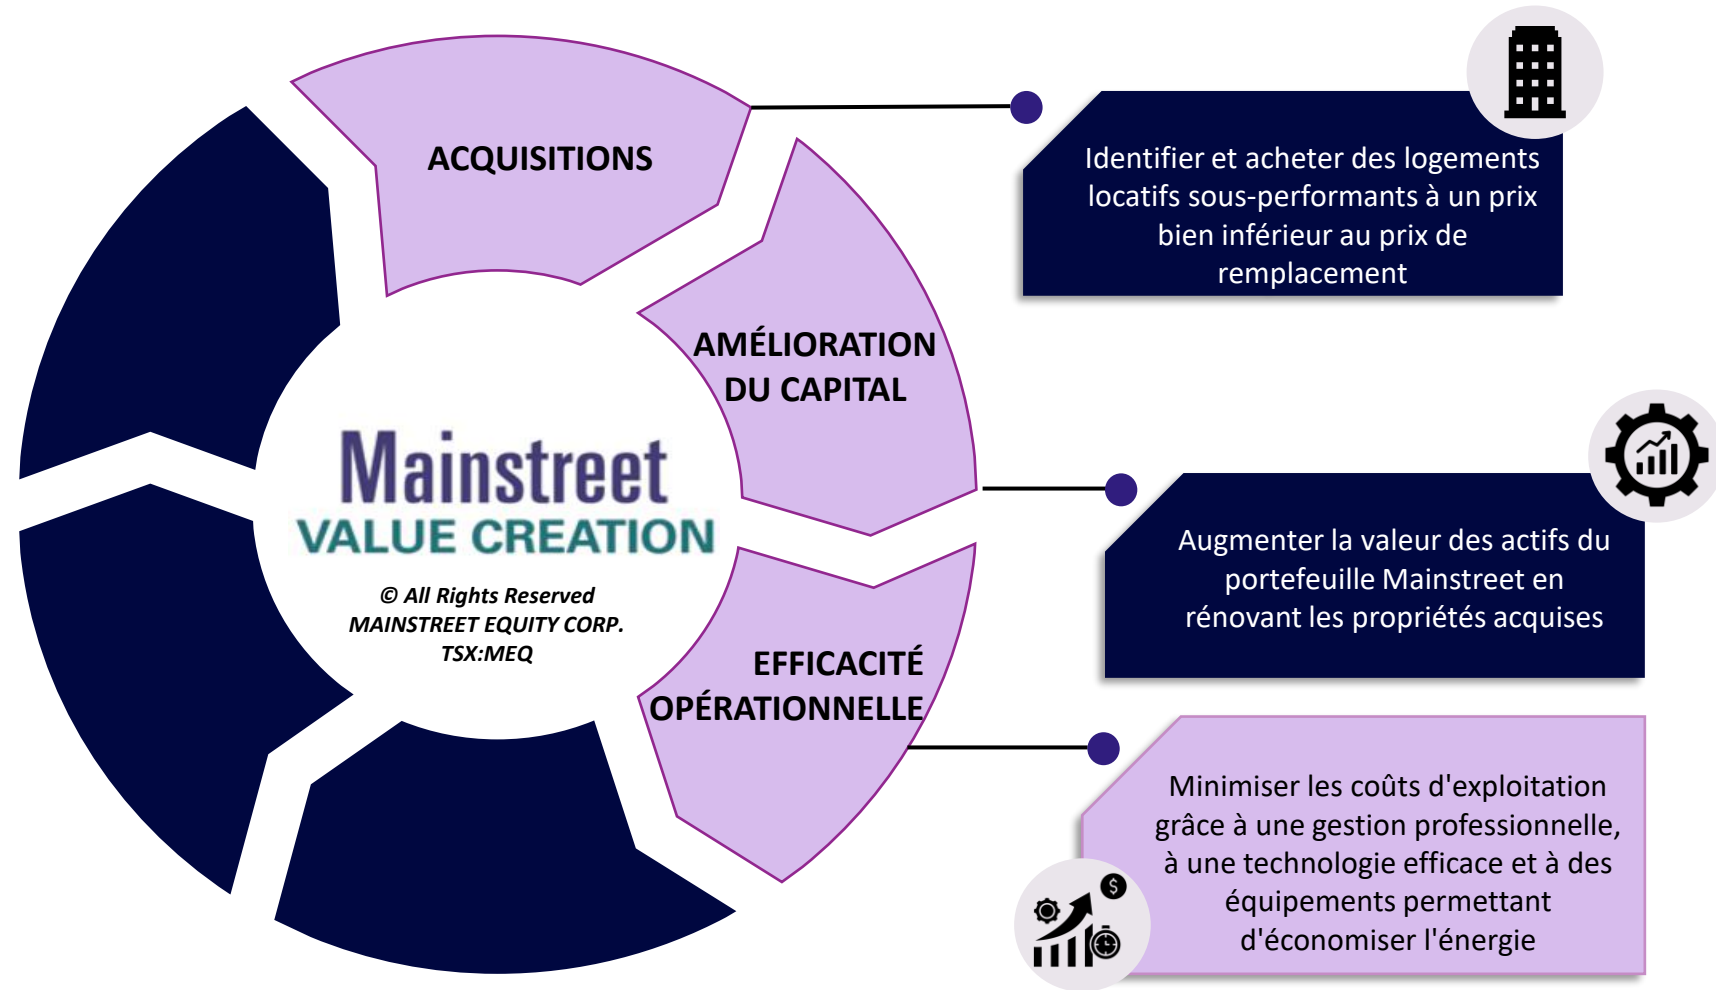 ACQUISITIONS
Identifier et acheter des logements
locatifs sous-performants à un prix
bien inférieur au prix de
remplacement
AMÉLIORATION
DU CAPITAL
Augmenter la valeur des actifs du
portefeuille Mainstreet en
rénovant les propriétés acquises
Mainstreet
VALUE CREATION
© All Rights Reserved
MAINSTREET EQUITY CORP.
TSX:MEQ
EFFICACITÉ
OPÉRATIONNELLE
Minimiser les coûts d'exploitation
grâce à une gestion professionnelle,
à une technologie efficace et à des
équipements permettant
d'économiser l'énergie
$